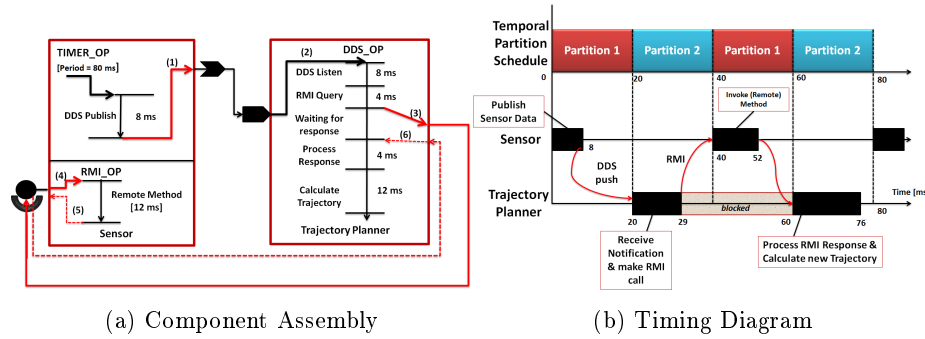 TIMER_OP
[Period = 80 ms]
DDS Publish
8 ms
(1)
(2)
DDS_OP
DDS Listen
8 ms
RMI Query
4 ms
(3)
Waiting for
response
(6)
Process
Response
4 ms
Calculate
Trajectory
12 ms
Trajectory Planner
(4)
RMI_OP
Remote Method
[12 ms]
(5)
Sensor
(a) Component Assembly
Temporal
Partition
Schedule
Partition 1
Partition 2
Partition 1
Partition 2
0
20
40
60
80
Publish
Sensor Data
Invoke (Remote)
Method
Sensor
8
40
52
DDS
push
RMI
Trajectory
Planner
blocked
Time [ms
20
29
60
76
80
Receive
Notification
& make RMI
call
Process RMI Response &
Calculate new Trajectory
(b) Timing Diagram